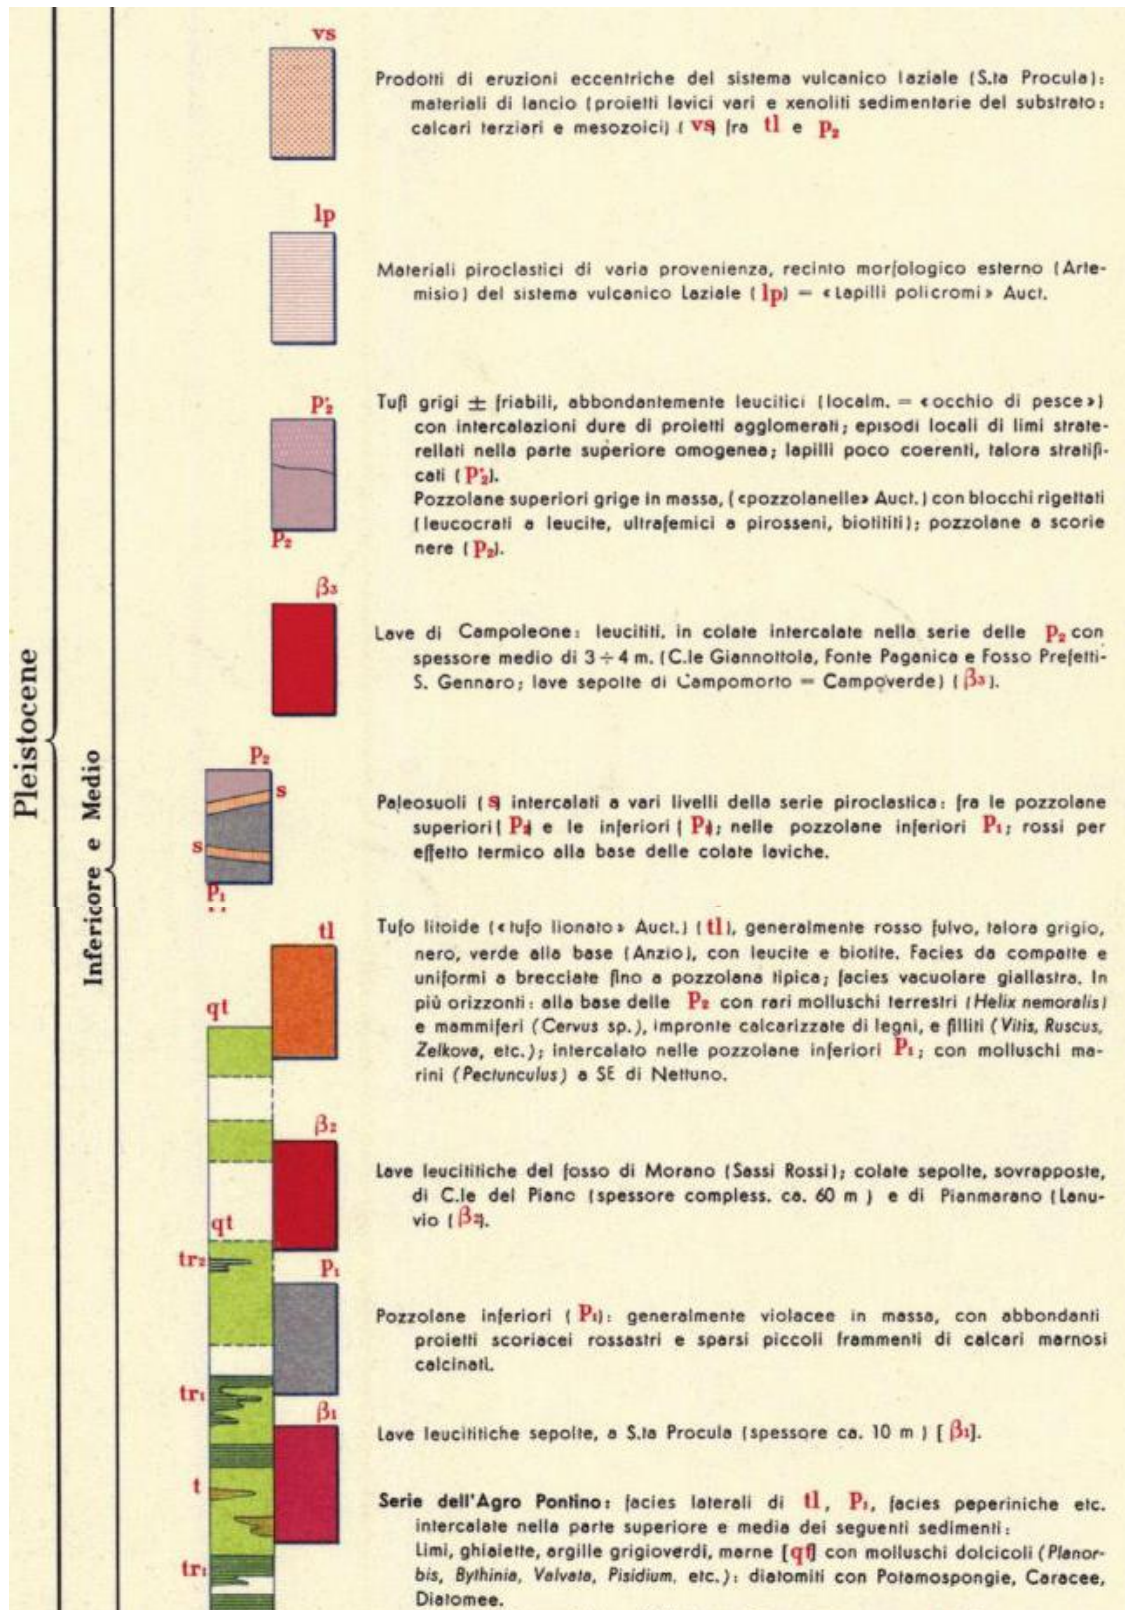 vs
Prodotti di eruzioni eccentriche del sistema vulcanico laziale (S.ta Procula):
materiali di lancio (proietti lavici vari e xenoliti sedimentarie del substrato:
calcari terziari e mesozoici) (vs) fra tl e p₂
lp
Materiali piroclastici di varia provenienza, recinto morfologico esterno (Arte-
misio) del sistema vulcanico Laziale (lp) = «Lapilli policromi» Auct.
p'₂
Tufi grigi ± friabili, abbondantemente leucitici (localm. = «occhio di pesce»)
con intercalazioni dure di proietti agglomerati; episodi locali di limi strate-
rellati nella parte superiore omogenea; lapilli poco coerenti, talora stratifi-
cati (p'₂).
Pozzolane superiori grige in massa, («pozzolanelle» Auct.) con blocchi rigettati
(leucocrati a leucite, ultrafemici a pirosseni, biotititi); pozzolane a scorie
nere (p₂).
p₂
β₃
Lave di Campoleone: leucititi, in colate intercalate nella serie delle p₂ con
spessore medio di 3÷4 m. (C.le Giannottola, Fonte Paganica e Fosso Prefetti-
S. Gennaro; lave sepolte di Campomorto = Campoverde) (β₃).
Pleistocene
Infericore e Medio
p₂
s
s
p₁
Paleosuoli (s) intercalati a vari livelli della serie piroclastica: fra le pozzolane
superiori (p₂) e le inferiori (p₁); nelle pozzolane inferiori p₁; rossi per
effetto termico alla base delle colate laviche.
tl
Tufo litoide («tufo lionato» Auct.) (tl), generalmente rosso fulvo, talora grigio,
nero, verde alla base (Anzio), con leucite e biotite. Facies da compatte e
uniformi a brecciate fino a pozzolana tipica; facies vacuolare giallastra. In
più orizzonti: alla base delle p₂ con rari molluschi terrestri (Helix nemoralis)
e mammiferi (Cervus sp.), impronte calcarizzate di legni, e filliti (Vitis, Ruscus,
Zelkova, etc.); intercalato nelle pozzolane inferiori p₁; con molluschi ma-
rini (Pectunculus) a SE di Nettuno.
qt
β₂
Lave leucititiche del fosso di Morano (Sassi Rossi); colate sepolte, sovrapposte,
di C.le del Piano (spessore compless. ca. 60 m) e di Pianmarano (Lanu-
vio (β₂).
qt
tr₂
p₁
Pozzolane inferiori (p₁): generalmente violacee in massa, con abbondanti
proietti scoriacei rossastri e sparsi piccoli frammenti di calcari marnosi
calcinati.
tr₁
β₁
Lave leucititiche sepolte, a S.ta Procula (spessore ca. 10 m) [β₁].
t
Serie dell'Agro Pontino: facies laterali di tl, p₁, facies peperiniche etc.
intercalate nella parte superiore e media dei seguenti sedimenti:
Limi, ghiaiette, argille grigioverdi, marne [qt] con molluschi dolcicoli (Planor-
bis, Bythinia, Valvata, Pisidium, etc.): diatomiti con Potamospongie, Caracee,
Diatomee.
tr₁